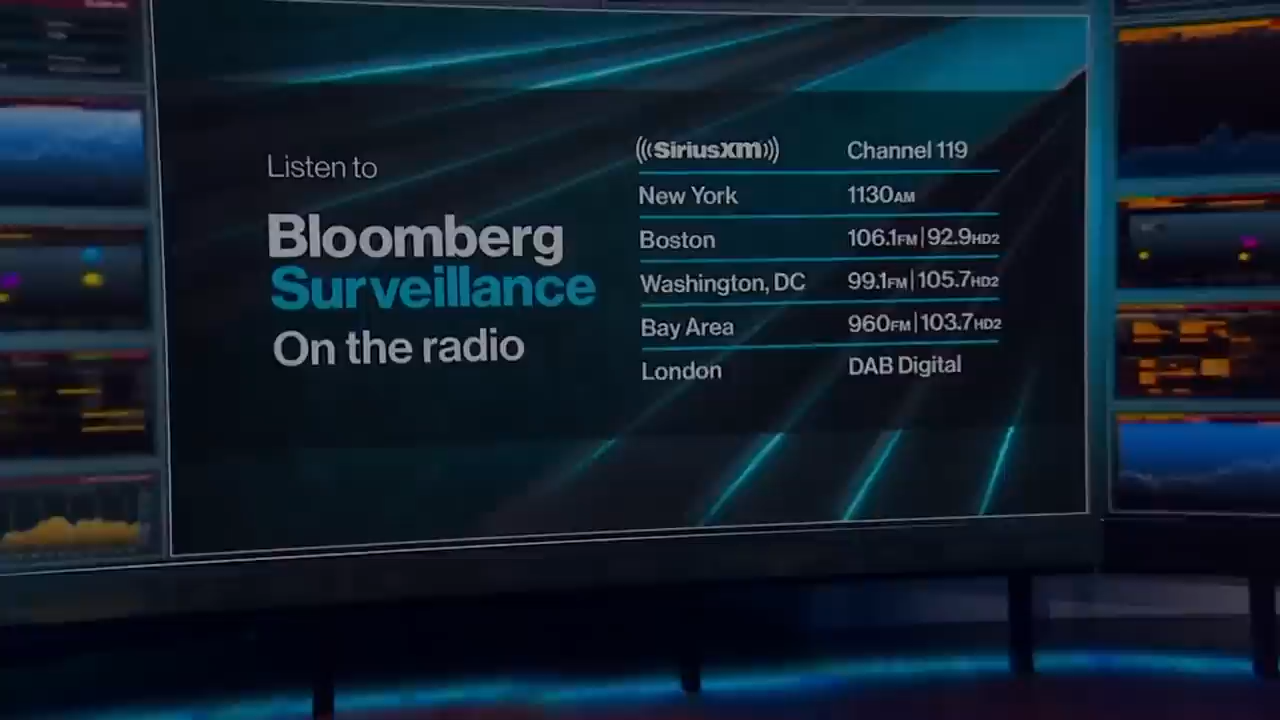 Listen to
Bloomberg
Surveillance
On the radio
SiriusXM Channel 119
New York 1130AM
Boston 106.1FM|92.9HD2
Washington, DC 99.1FM|105.7HD2
Bay Area 960FM|103.7HD2
London DAB Digital